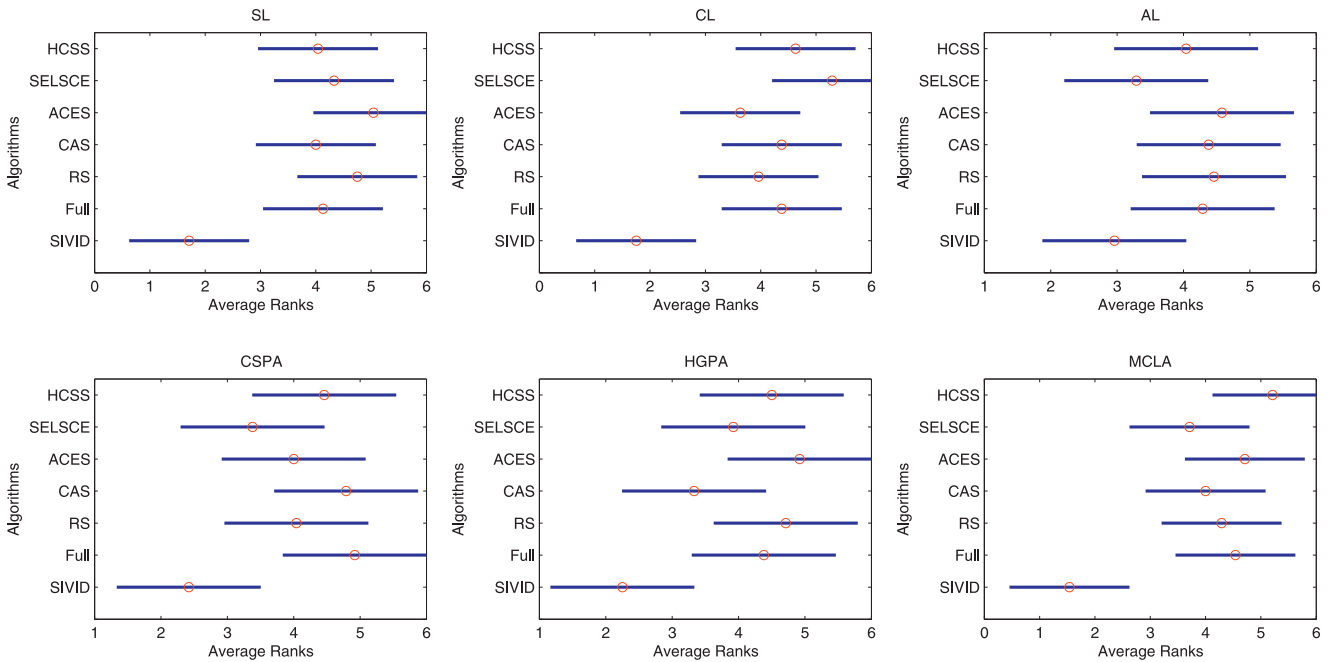 SL
HCSS
SELSCE
ACES
CAS
RS
Full
SIVID
Algorithms
0 1 2 3 4 5 6
Average Ranks
CL
HCSS
SELSCE
ACES
CAS
RS
Full
SIVID
Algorithms
0 1 2 3 4 5 6
Average Ranks
AL
HCSS
SELSCE
ACES
CAS
RS
Full
SIVID
Algorithms
1 2 3 4 5 6
Average Ranks
CSPA
HCSS
SELSCE
ACES
CAS
RS
Full
SIVID
Algorithms
1 2 3 4 5 6
Average Ranks
HGPA
HCSS
SELSCE
ACES
CAS
RS
Full
SIVID
Algorithms
1 2 3 4 5 6
Average Ranks
MCLA
HCSS
SELSCE
ACES
CAS
RS
Full
SIVID
Algorithms
0 1 2 3 4 5 6
Average Ranks